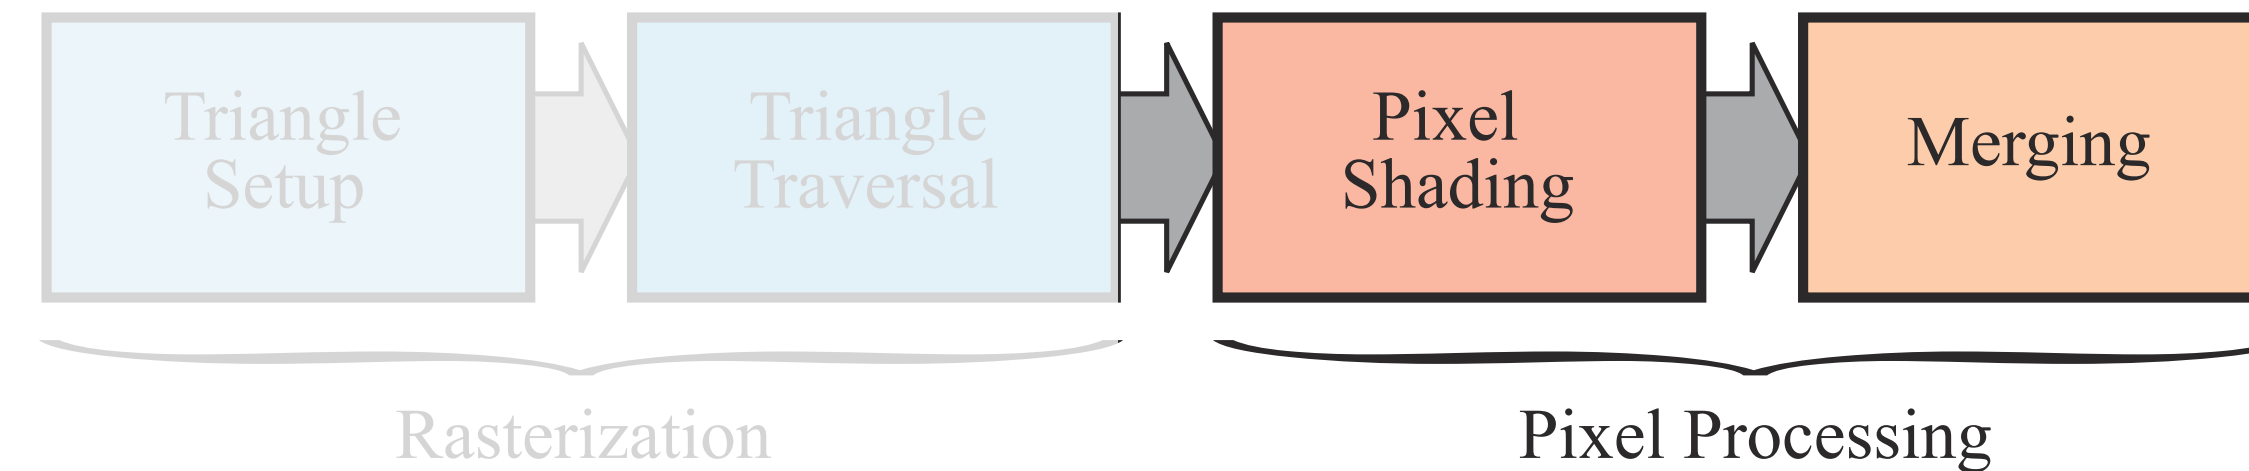 Triangle
Setup
Triangle
Traversal
Pixel
Shading
Merging
Rasterization
Pixel Processing